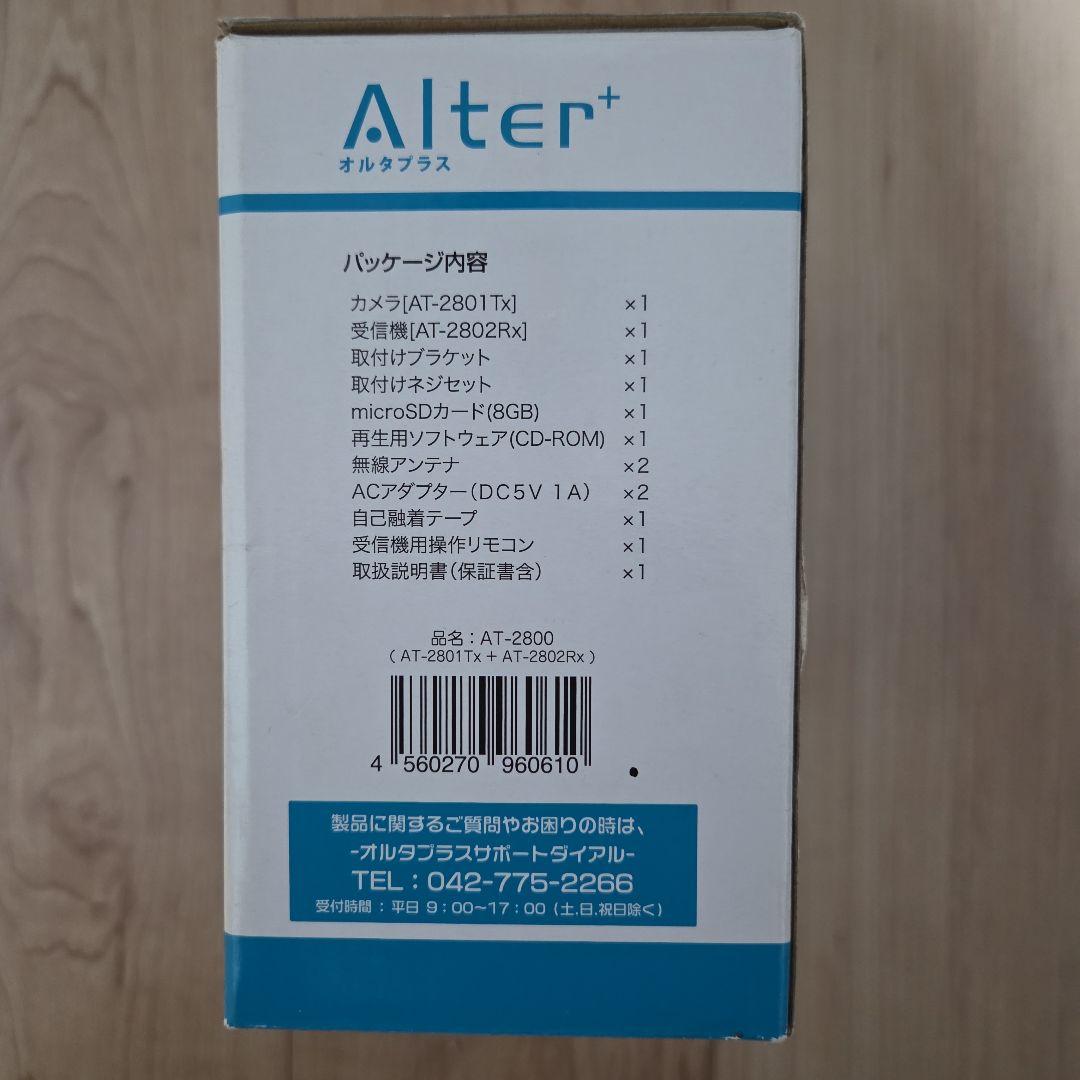 Alter+
オルタプラス
パッケージ内容
カメラ[AT-2801Tx] ×1
受信機[AT-2802Rx] ×1
取付けブラケット ×1
取付けネジセット ×1
microSDカード(8GB) ×1
再生用ソフトウェア(CD-ROM) ×1
無線アンテナ ×2
ACアダプター(DC5V 1A) ×2
自己融着テープ ×1
受信機用操作リモコン ×1
取扱説明書(保証書含) ×1
品名:AT-2800
( AT-2801Tx + AT-2802Rx )
4 560270 960610
製品に関するご質問やお困りの時は、
-オルタプラスサポートダイアル-
TEL:042-775-2266
受付時間:平日 9:00~17:00 (土,日,祝日除く)